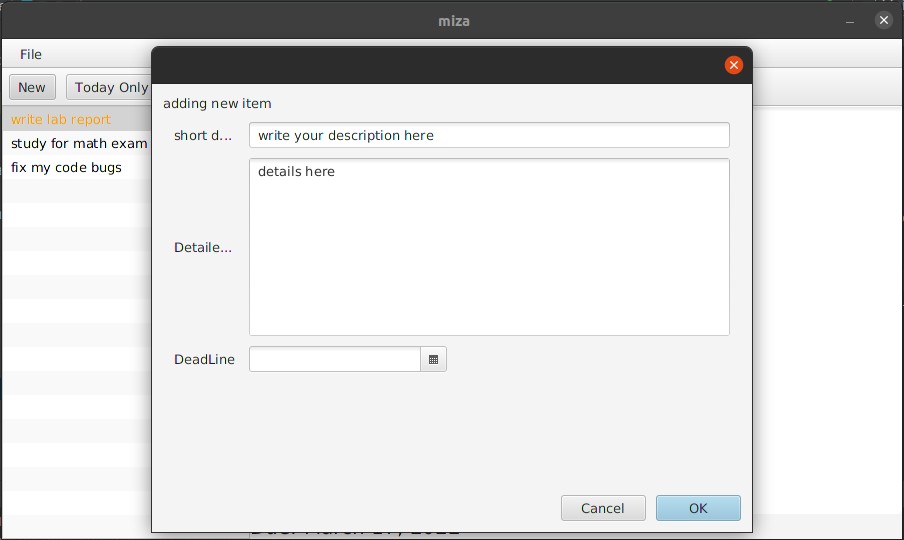 miza
File
New
Today Only
write lab report
study for math exam
fix my code bugs
adding new item
short d...
write your description here
Detaile...
details here
DeadLine
Cancel
OK